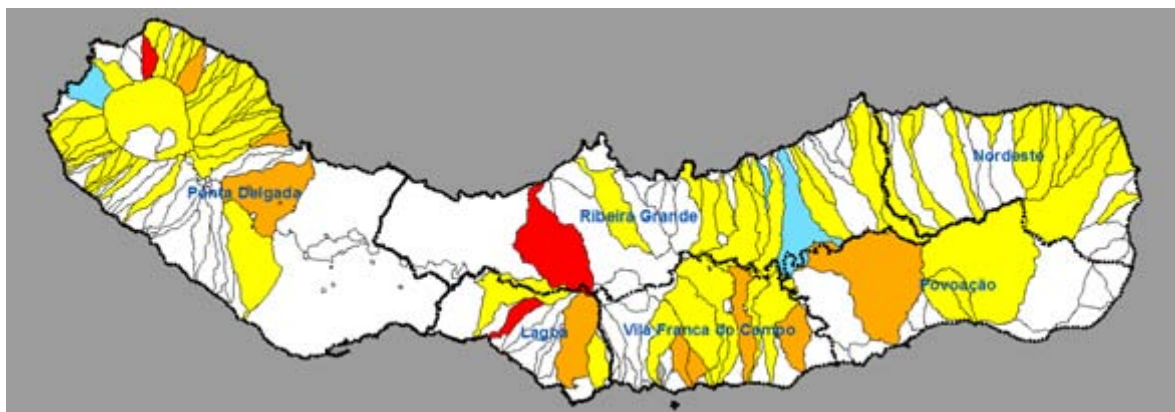 Nordeste
Ponta Delgada
Ribeira Grande
Povoação
Lagoa
Vila Franca do Campo